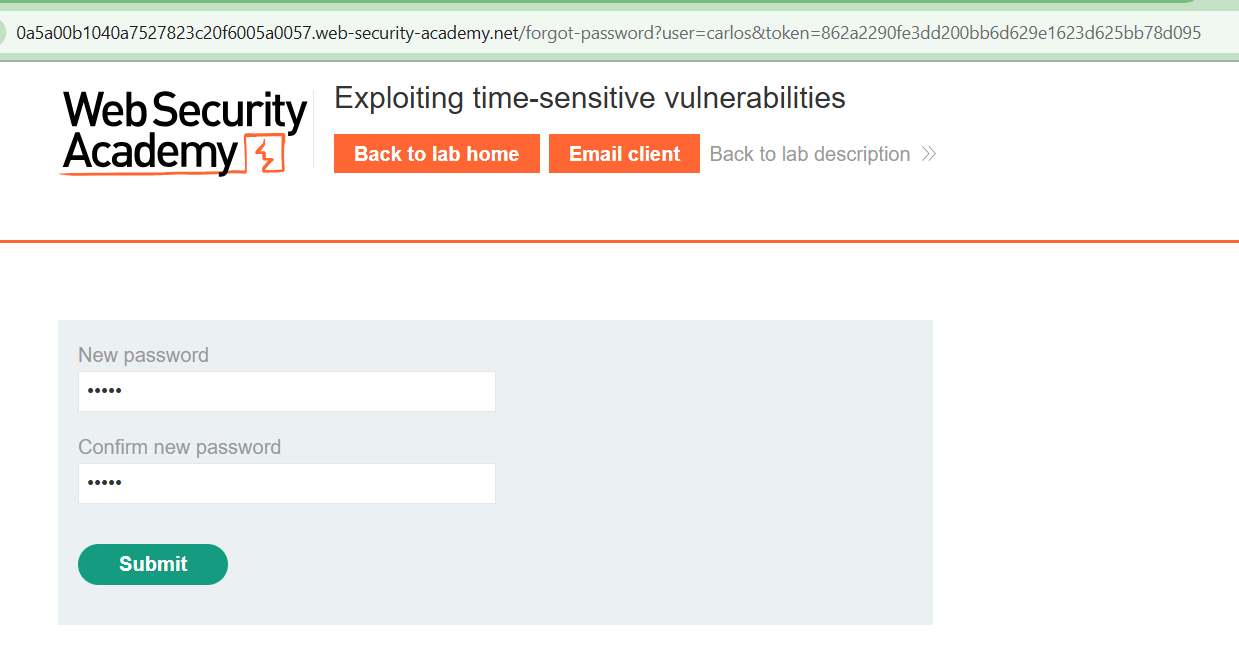 0a5a00b1040a7527823c20f6005a0057.web-security-academy.net/forgot-password?user=carlos&token=862a2290fe3dd200bb6d629e1623d625bb78d095
Web Security
Academy
Exploiting time-sensitive vulnerabilities
Back to lab home
Email client
Back to lab description
New password
•••••
Confirm new password
•••••
Submit